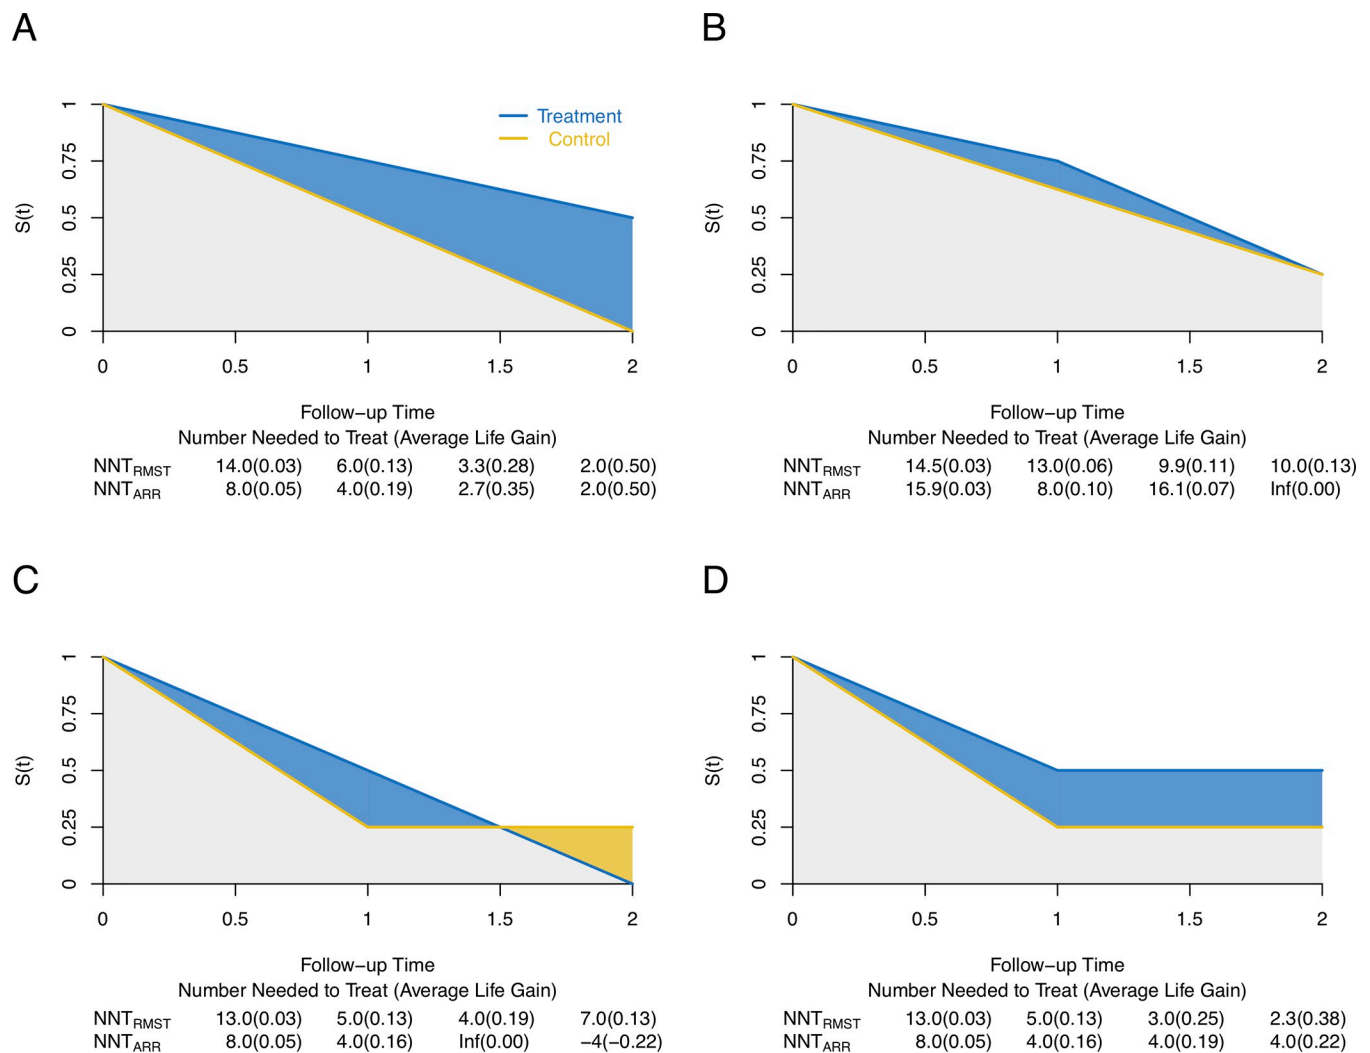 A
B
1
0.75
0.5
0.25
0
S(t)
Treatment
Control
0 0.5 1 1.5 2
Follow−up Time
Number Needed to Treat (Average Life Gain)
NNTRMST 14.0(0.03) 6.0(0.13) 3.3(0.28) 2.0(0.50)
NNTARR 8.0(0.05) 4.0(0.19) 2.7(0.35) 2.0(0.50)
1
0.75
0.5
0.25
0
S(t)
0 0.5 1 1.5 2
Follow−up Time
Number Needed to Treat (Average Life Gain)
NNTRMST 14.5(0.03) 13.0(0.06) 9.9(0.11) 10.0(0.13)
NNTARR 15.9(0.03) 8.0(0.10) 16.1(0.07) Inf(0.00)
C
D
1
0.75
0.5
0.25
0
S(t)
0 0.5 1 1.5 2
Follow−up Time
Number Needed to Treat (Average Life Gain)
NNTRMST 13.0(0.03) 5.0(0.13) 4.0(0.19) 7.0(0.13)
NNTARR 8.0(0.05) 4.0(0.16) Inf(0.00) −4(−0.22)
1
0.75
0.5
0.25
0
S(t)
0 0.5 1 1.5 2
Follow−up Time
Number Needed to Treat (Average Life Gain)
NNTRMST 13.0(0.03) 5.0(0.13) 3.0(0.25) 2.3(0.38)
NNTARR 8.0(0.05) 4.0(0.16) 4.0(0.19) 4.0(0.22)